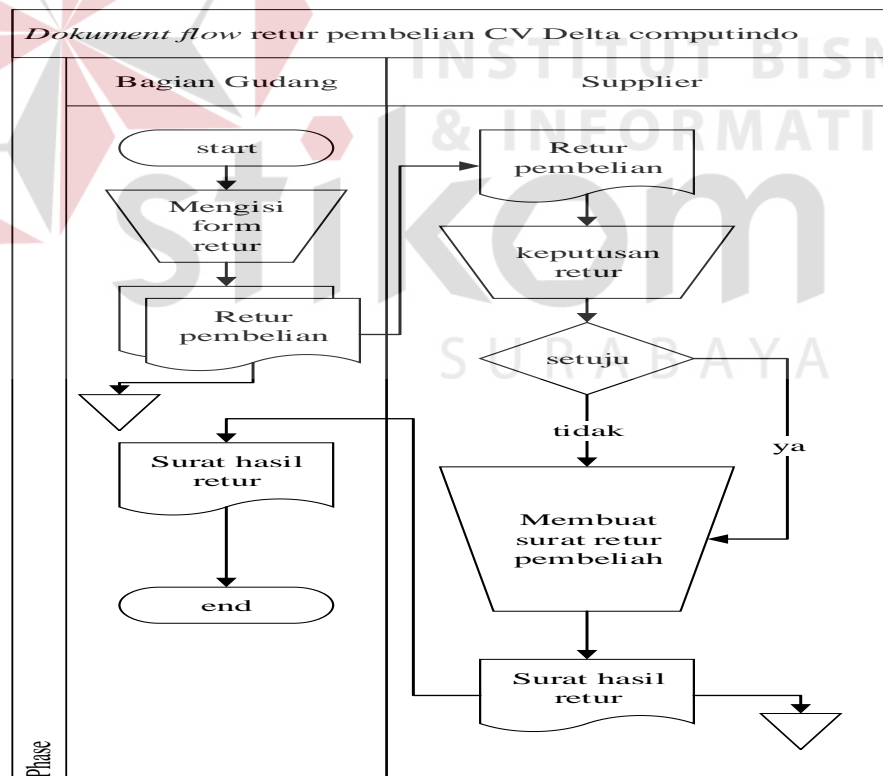 Dokument flow retur pembelian CV Delta computindo
INSTITUT BISN
& INFORMATI
stikom
SURABAYA
Bagian Gudang
Supplier
start
Mengisi
form
retur
Retur
pembelian
Retur
pembelian
keputusan
retur
setuju
tidak
ya
Membuat
surat retur
pembeliah
Surat hasil
retur
Surat hasil
retur
end
Phase